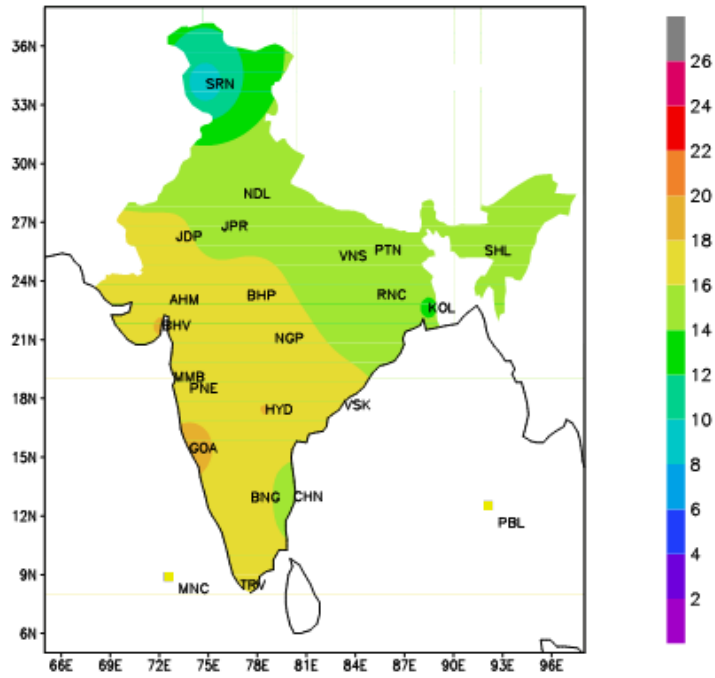 36N
33N
30N
27N
24N
21N
18N
15N
12N
9N
6N
66E 69E 72E 75E 78E 81E 84E 87E 90E 93E 96E
SRN
NDL
JPR
JDP
VNS
PTN
SHL
AHM
BHP
RNC
KOL
BHV
NGP
MMB
PNE
HYD
VSK
GOA
BNG
CHN
PBL
MNC
TRV
26
24
22
20
18
16
14
12
10
8
6
4
2